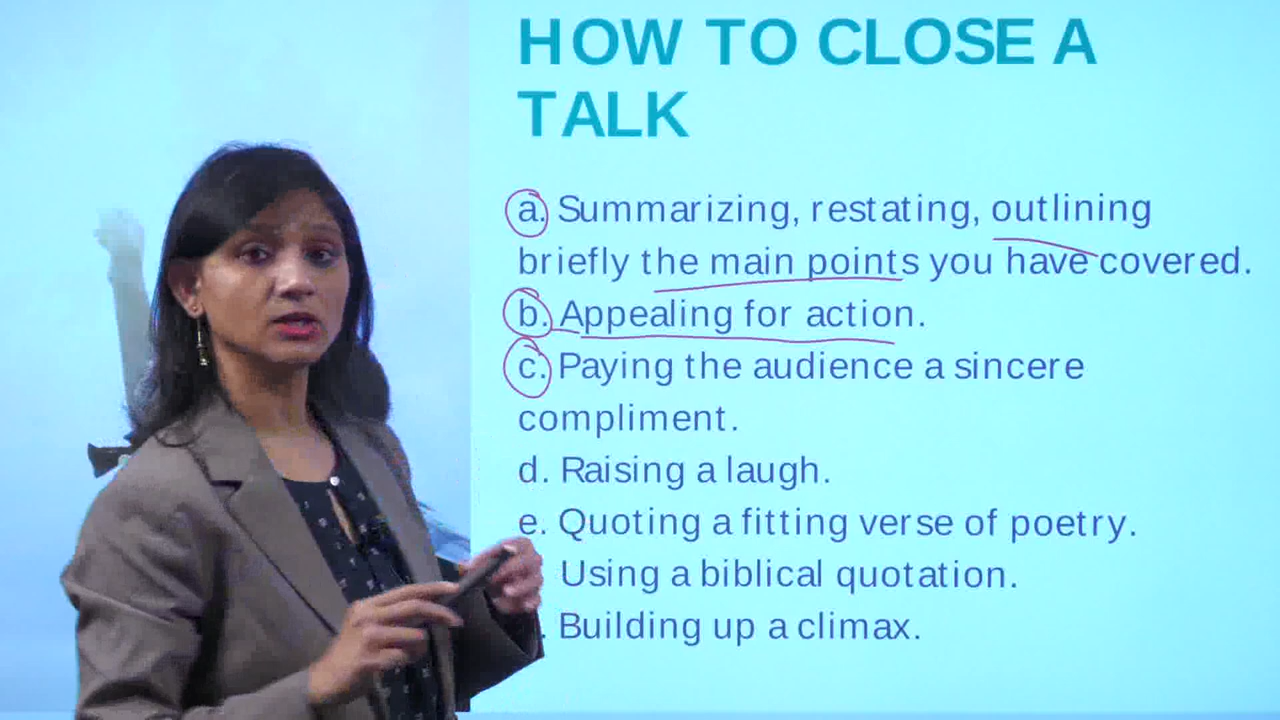 HOW TO CLOSE A
TALK
a. Summarizing, restating, outlining
briefly the main points you have covered.
b. Appealing for action.
c. Paying the audience a sincere
compliment.
d. Raising a laugh.
e. Quoting a fitting verse of poetry.
Using a biblical quotation.
. Building up a climax.